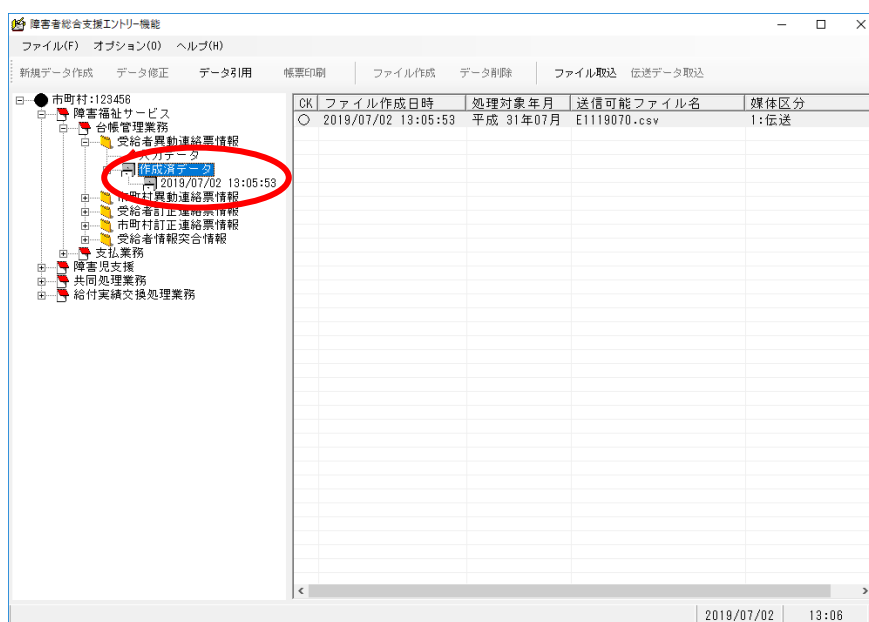 障害者総合支援エントリー機能
ファイル(F) オプション(O) ヘルプ(H)
新規データ作成 データ修正 データ引用 帳票印刷 ファイル作成 データ削除 ファイル取込 伝送データ取込
市町村:123456
障害福祉サービス
台帳管理業務
受給者異動連絡票情報
入力データ
作成済データ
2019/07/02 13:05:53
市町村異動連絡票情報
受給者訂正連絡票情報
市町村訂正連絡票情報
受給者情報突合情報
支払業務
障害児支援
共同処理業務
給付実績交換処理業務
CK ファイル作成日時 処理対象年月 送信可能ファイル名 媒体区分
○ 2019/07/02 13:05:53 平成 31年07月 E1119070.csv 1:伝送
2019/07/02 13:06